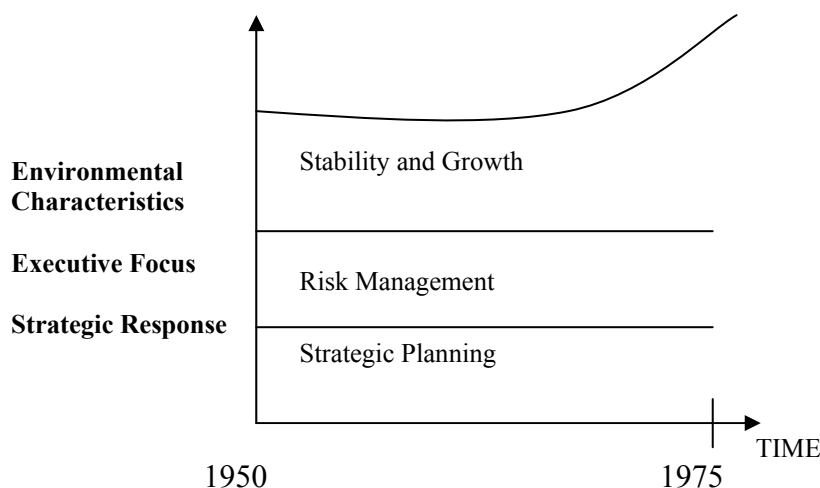 Environmental
Characteristics
Stability and Growth
Executive Focus
Risk Management
Strategic Response
Strategic Planning
TIME
1950
1975